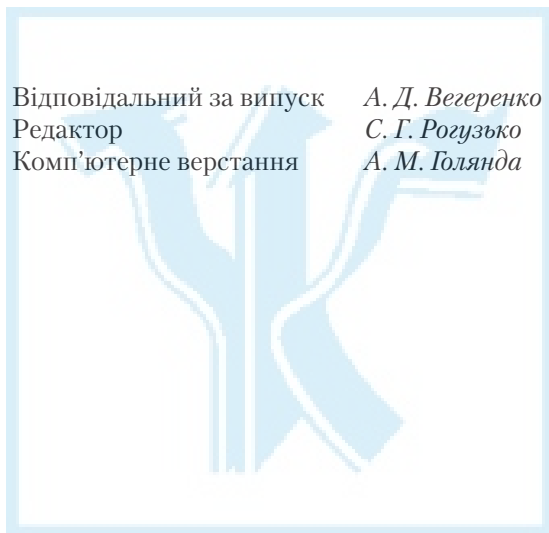 Відповідальний за випуск А. Д. Вегеренко
Редактор С. Г. Рогузько
Комп’ютерне верстання А. М. Голянда